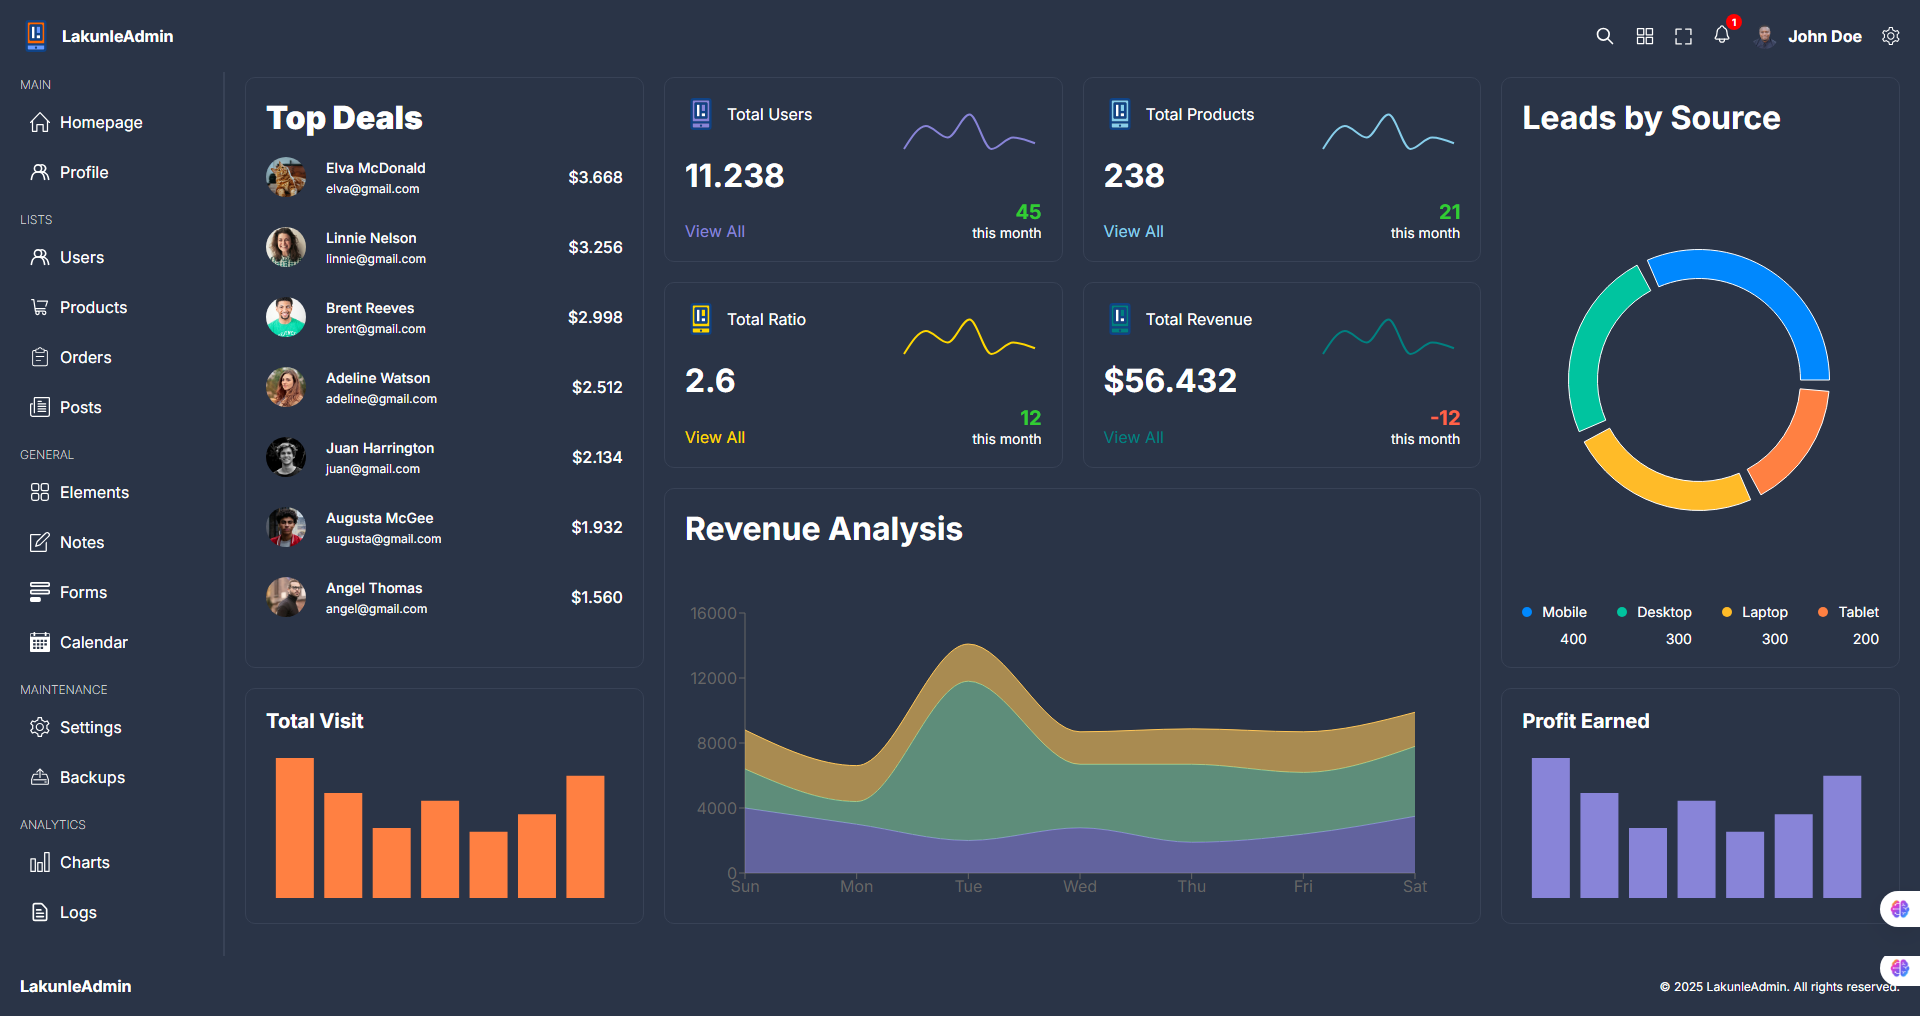 LakunleAdmin
1
John Doe
MAIN
Homepage
Profile
LISTS
Users
Products
Orders
Posts
GENERAL
Elements
Notes
Forms
Calendar
MAINTENANCE
Settings
Backups
ANALYTICS
Charts
Logs
Top Deals
Elva McDonald
elva@gmail.com
$3.668
Linnie Nelson
linnie@gmail.com
$3.256
Brent Reeves
brent@gmail.com
$2.998
Adeline Watson
adeline@gmail.com
$2.512
Juan Harrington
juan@gmail.com
$2.134
Augusta McGee
augusta@gmail.com
$1.932
Angel Thomas
angel@gmail.com
$1.560
Total Users
11.238
View All
45
this month
Total Products
238
View All
21
this month
Total Ratio
2.6
View All
12
this month
Total Revenue
$56.432
View All
-12
this month
Leads by Source
Mobile
400
Desktop
300
Laptop
300
Tablet
200
Total Visit
Revenue Analysis
16000
12000
8000
4000
0
Sun Mon Tue Wed Thu Fri Sat
Profit Earned
LakunleAdmin
© 2025 LakunleAdmin. All rights reserved.